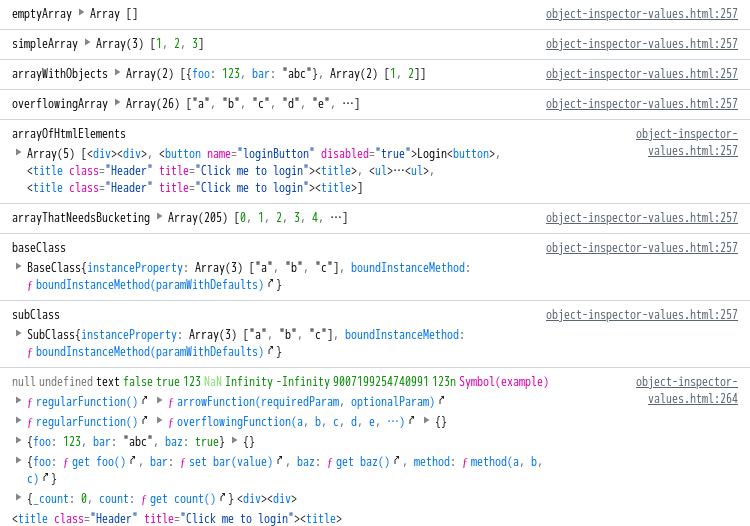 emptyArray Array [] object-inspector-values.html:257
simpleArray Array(3) [1, 2, 3] object-inspector-values.html:257
arrayWithObjects Array(2) [{foo: 123, bar: "abc"}, Array(2) [1, 2]] object-inspector-values.html:257
overflowingArray Array(26) ["a", "b", "c", "d", "e", …] object-inspector-values.html:257
arrayOfHtmlElements object-inspector-values.html:257
Array(5) [<div><div>, <button name="loginButton" disabled="true">Login<button>,
<title class="Header" title="Click me to login"><title>, <ul>…<ul>,
<title class="Header" title="Click me to login"><title>]
arrayThatNeedsBucketing Array(205) [0, 1, 2, 3, 4, …] object-inspector-values.html:257
baseClass object-inspector-values.html:257
BaseClass{instanceProperty: Array(3) ["a", "b", "c"], boundInstanceMethod:
ƒ boundInstanceMethod(paramWithDefaults) }
subClass object-inspector-values.html:257
SubClass{instanceProperty: Array(3) ["a", "b", "c"], boundInstanceMethod:
ƒ boundInstanceMethod(paramWithDefaults) }
null undefined text false true 123 NaN Infinity -Infinity 9007199254740991 123n Symbol(example) object-inspector-values.html:264
ƒ regularFunction() ƒ arrowFunction(requiredParam, optionalParam)
ƒ regularFunction() ƒ overflowingFunction(a, b, c, d, e, …) {}
{foo: 123, bar: "abc", baz: true} {}
{foo: ƒ get foo() , bar: ƒ set bar(value) , baz: ƒ get baz() , method: ƒ method(a, b,
c) }
{_count: 0, count: ƒ get count() } <div><div>
<title class="Header" title="Click me to login"><title>